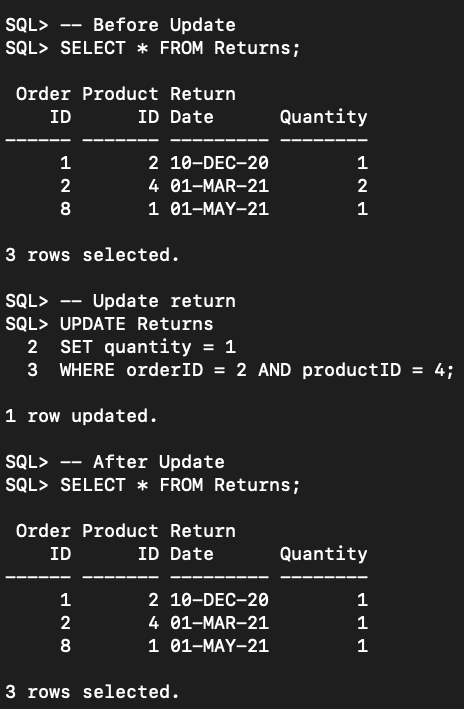 SQL> -- Before Update
SQL> SELECT * FROM Returns;

 Order Product Return
    ID      ID Date      Quantity
------ ------- --------- --------
     1       2 10-DEC-20        1
     2       4 01-MAR-21        2
     8       1 01-MAY-21        1

3 rows selected.

SQL> -- Update return
SQL> UPDATE Returns
  2  SET quantity = 1
  3  WHERE orderID = 2 AND productID = 4;

1 row updated.

SQL> -- After Update
SQL> SELECT * FROM Returns;

 Order Product Return
    ID      ID Date      Quantity
------ ------- --------- --------
     1       2 10-DEC-20        1
     2       4 01-MAR-21        1
     8       1 01-MAY-21        1

3 rows selected.